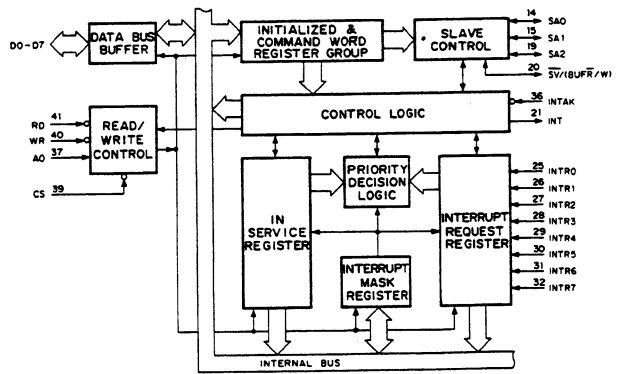 DO-D7
DATA BUS
BUFFER
INITIALIZED &
COMMAND WORD
REGISTER GROUP
SLAVE
CONTROL
14 SA0
15 SA1
19 SA2
20 SV/(BUFR/W)
36 INTAK
21 INT
CONTROL LOGIC
RD 41
WR 40
AO 37
CS 39
READ/
WRITE
CONTROL
IN
SERVICE
REGISTER
PRIORITY
DECISION
LOGIC
INTERRUPT
REQUEST
REGISTER
INTERRUPT
MASK
REGISTER
25 INTR0
26 INTR1
27 INTR2
28 INTR3
29 INTR4
30 INTR5
31 INTR6
32 INTR7
INTERNAL BUS